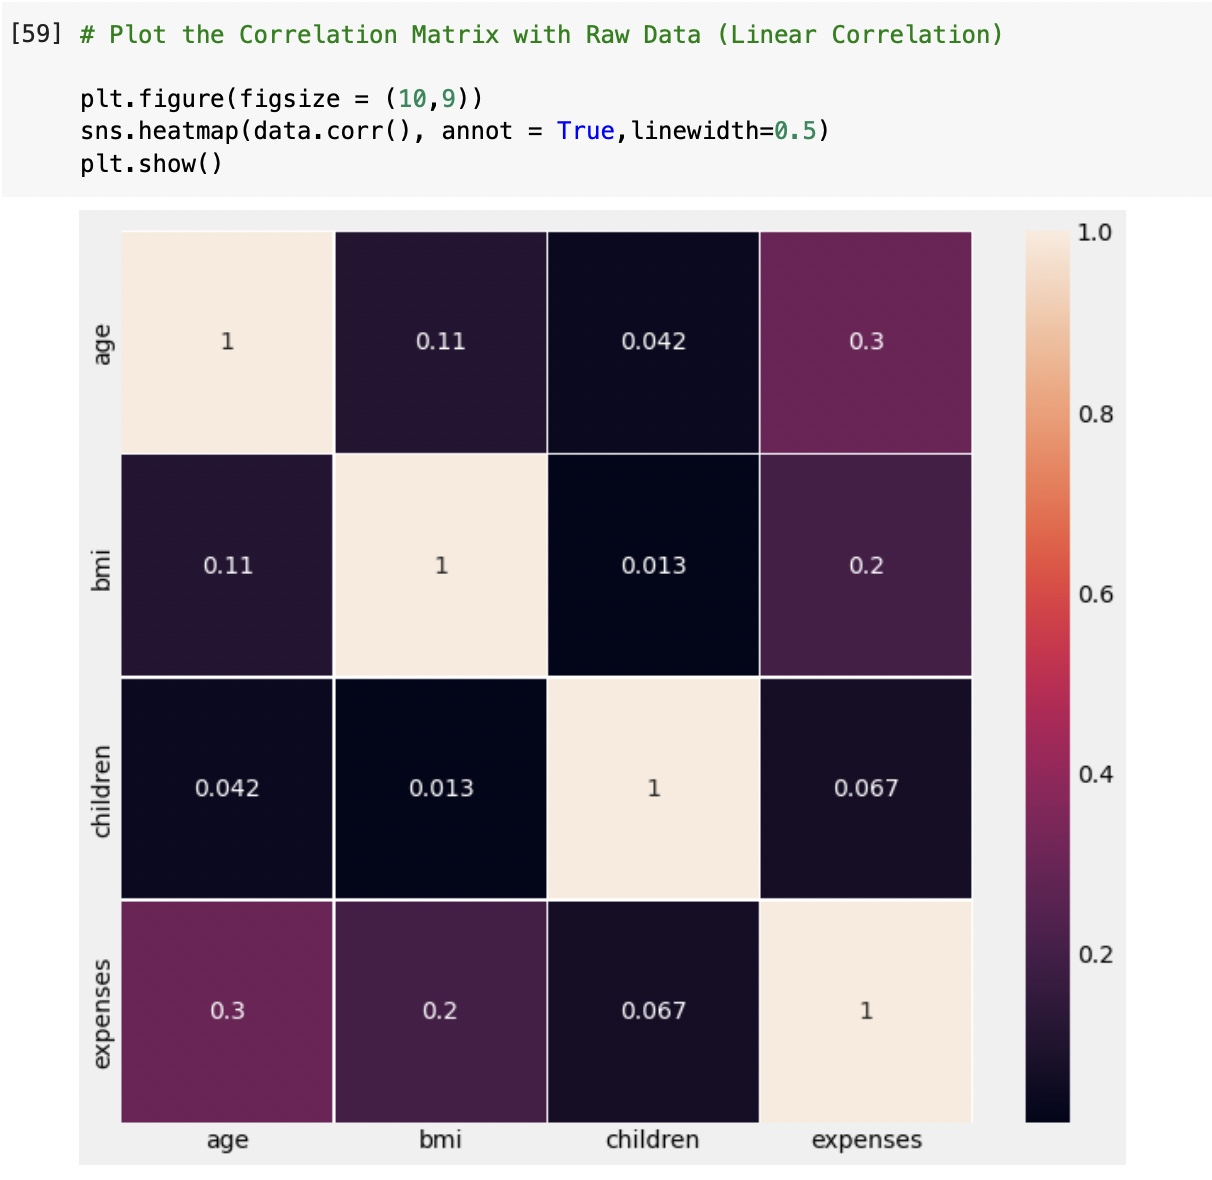 [59] # Plot the Correlation Matrix with Raw Data (Linear Correlation)
plt.figure(figsize = (10,9))
sns.heatmap(data.corr(), annot = True,linewidth=0.5)
plt.show()
1.0
age 1 0.11 0.042 0.3
0.8
bmi 0.11 1 0.013 0.2
0.6
children 0.042 0.013 1 0.067
0.4
0.2
expenses 0.3 0.2 0.067 1
age bmi children expenses